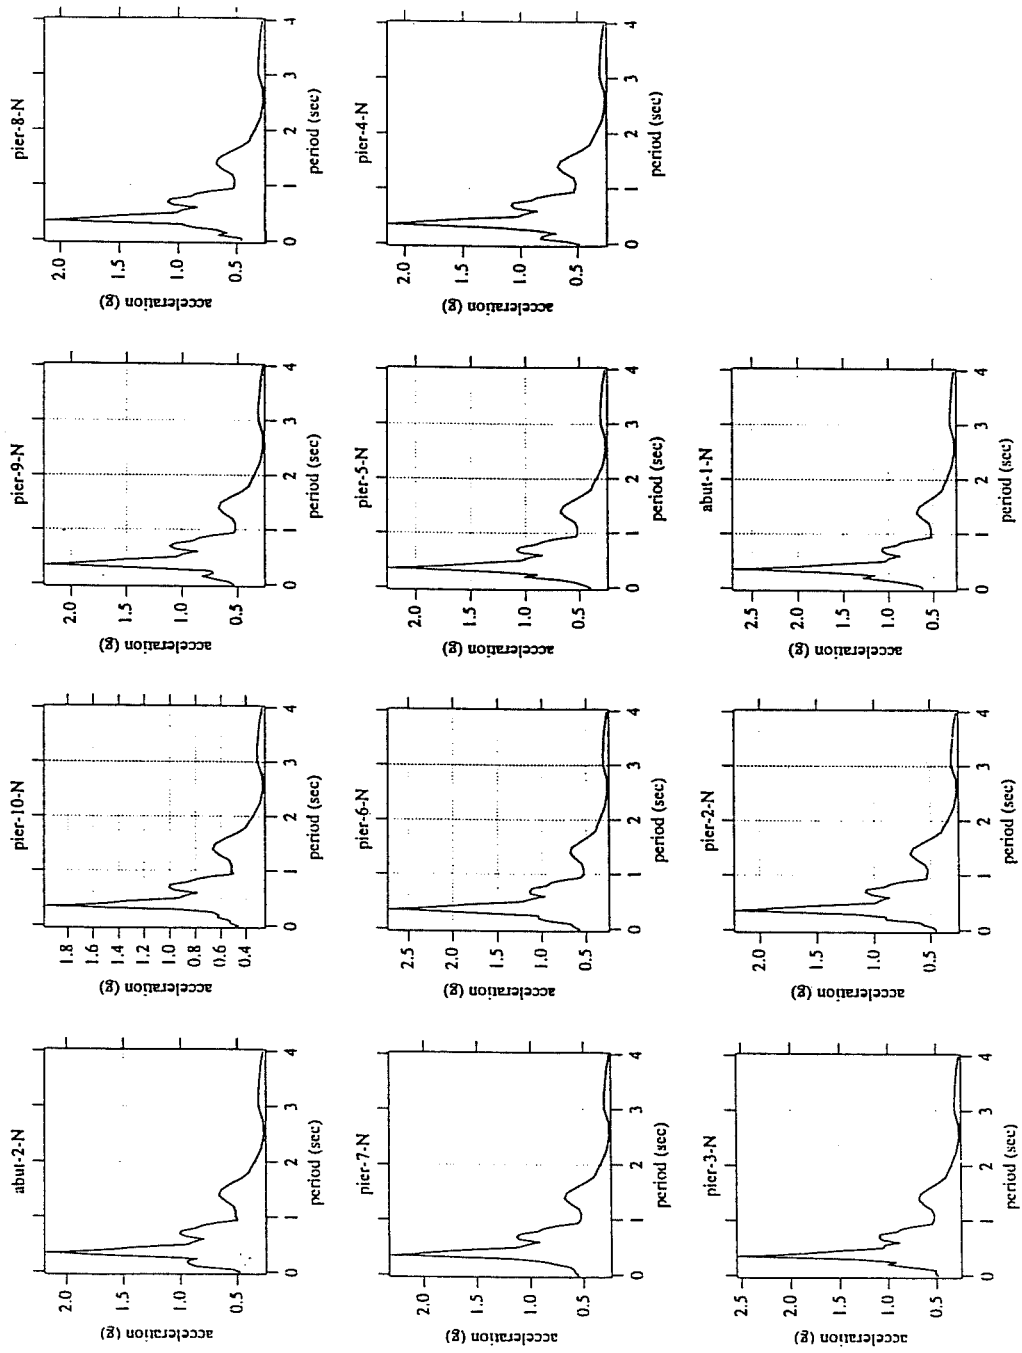 abut-2-N
acceleration (g)
2.0
1.5
1.0
0.5
0 1 2 3 4
period (sec)
pier-10-N
acceleration (g)
1.8
1.6
1.4
1.2
1.0
0.8
0.6
0.4
0 1 2 3 4
period (sec)
pier-9-N
acceleration (g)
2.0
1.5
1.0
0.5
0 1 2 3 4
period (sec)
pier-8-N
acceleration (g)
2.0
1.5
1.0
0.5
0 1 2 3 4
period (sec)
pier-7-N
acceleration (g)
2.0
1.5
1.0
0.5
0 1 2 3 4
period (sec)
pier-6-N
acceleration (g)
2.5
2.0
1.5
1.0
0.5
0 1 2 3 4
period (sec)
pier-5-N
acceleration (g)
2.0
1.5
1.0
0.5
0 1 2 3 4
period (sec)
pier-4-N
acceleration (g)
2.0
1.5
1.0
0.5
0 1 2 3 4
period (sec)
pier-3-N
acceleration (g)
2.5
2.0
1.5
1.0
0.5
0 1 2 3 4
period (sec)
pier-2-N
acceleration (g)
2.0
1.5
1.0
0.5
0 1 2 3 4
period (sec)
abut-1-N
acceleration (g)
2.5
2.0
1.5
1.0
0.5
0 1 2 3 4
period (sec)